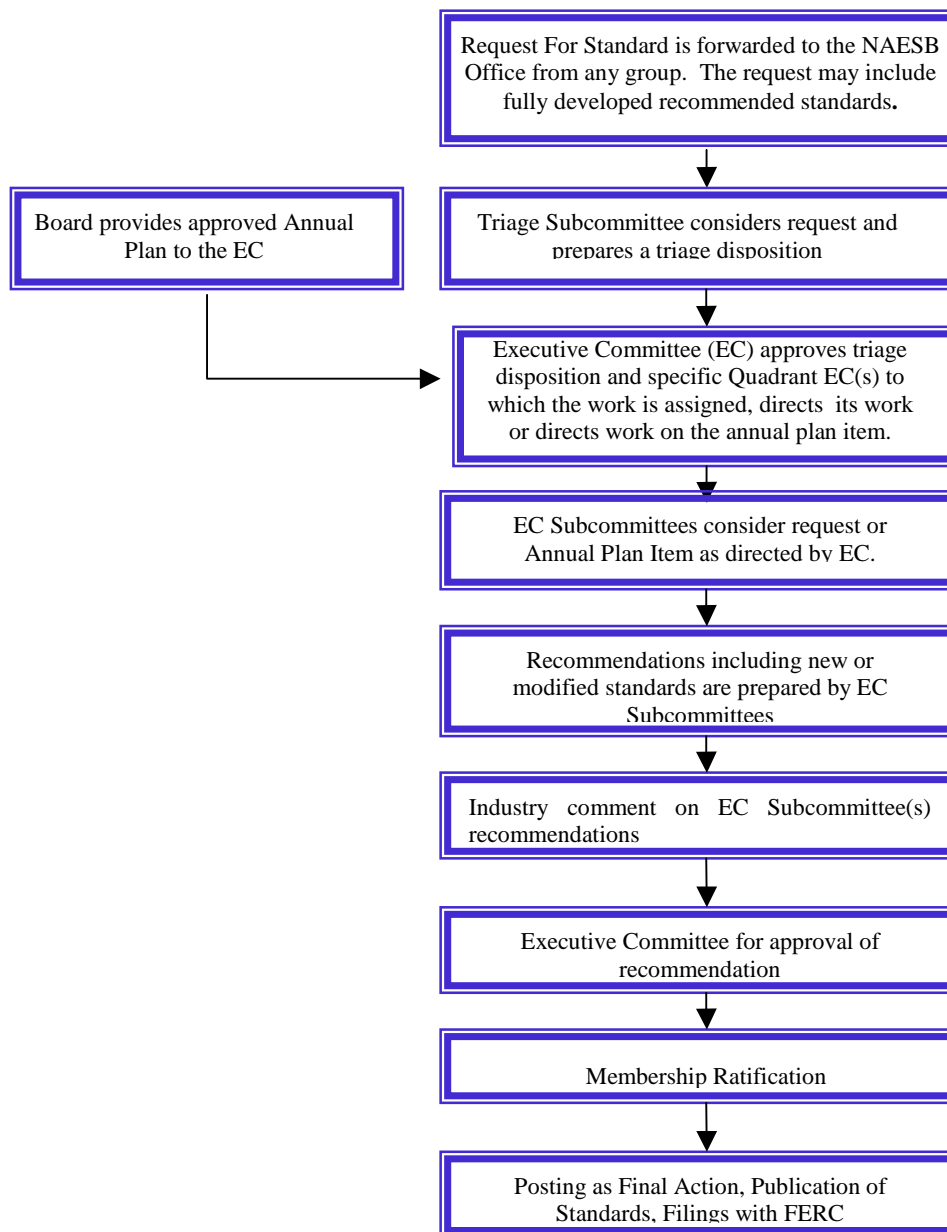 Request For Standard is forwarded to the NAESB
Office from any group.  The request may include
fully developed recommended standards.
Board provides approved Annual
Plan to the EC
Triage Subcommittee considers request and
prepares a triage disposition
Executive Committee (EC) approves triage
disposition and specific Quadrant EC(s) to
which the work is assigned, directs  its work
or directs work on the annual plan item.
EC Subcommittees consider request or
Annual Plan Item as directed by EC.
Recommendations including new or
modified standards are prepared by EC
Subcommittees
Industry comment on EC Subcommittee(s)
recommendations
Executive Committee for approval of
recommendation
Membership Ratification
Posting as Final Action, Publication of
Standards, Filings with FERC